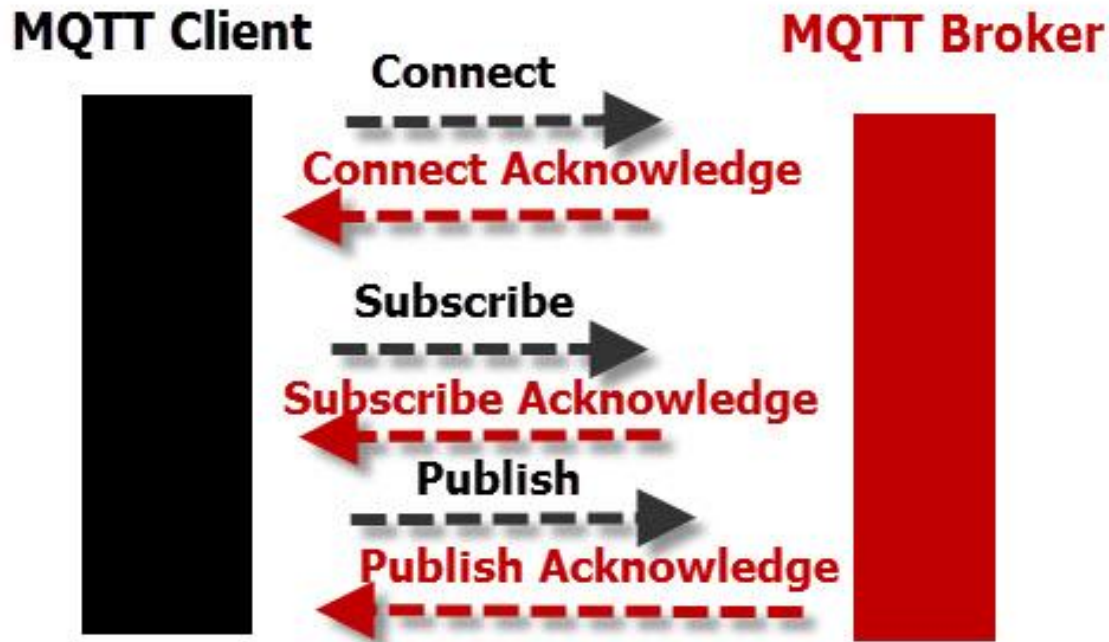 MQTT Client
MQTT Broker
Connect
Connect Acknowledge
Subscribe
Subscribe Acknowledge
Publish
Publish Acknowledge